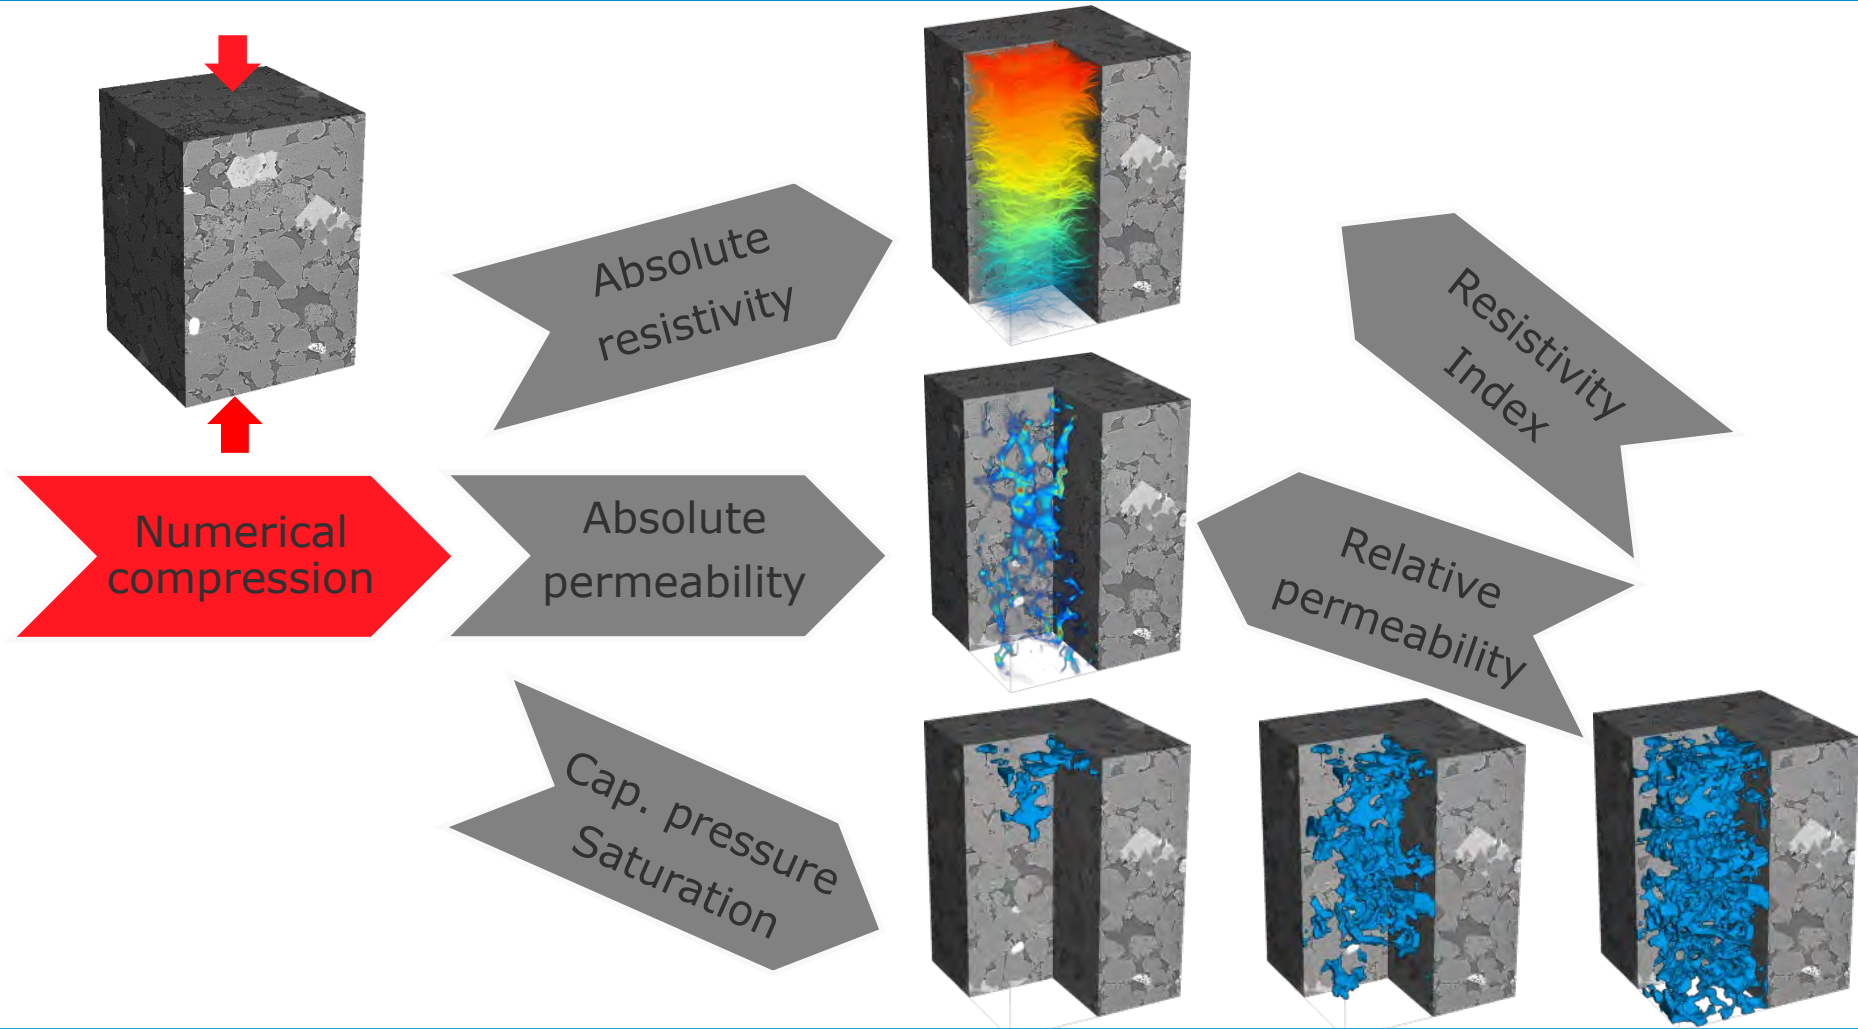 Absolute
resistivity
Resistivity
Index
Numerical
compression
Absolute
permeability
Relative
permeability
Cap. pressure
Saturation